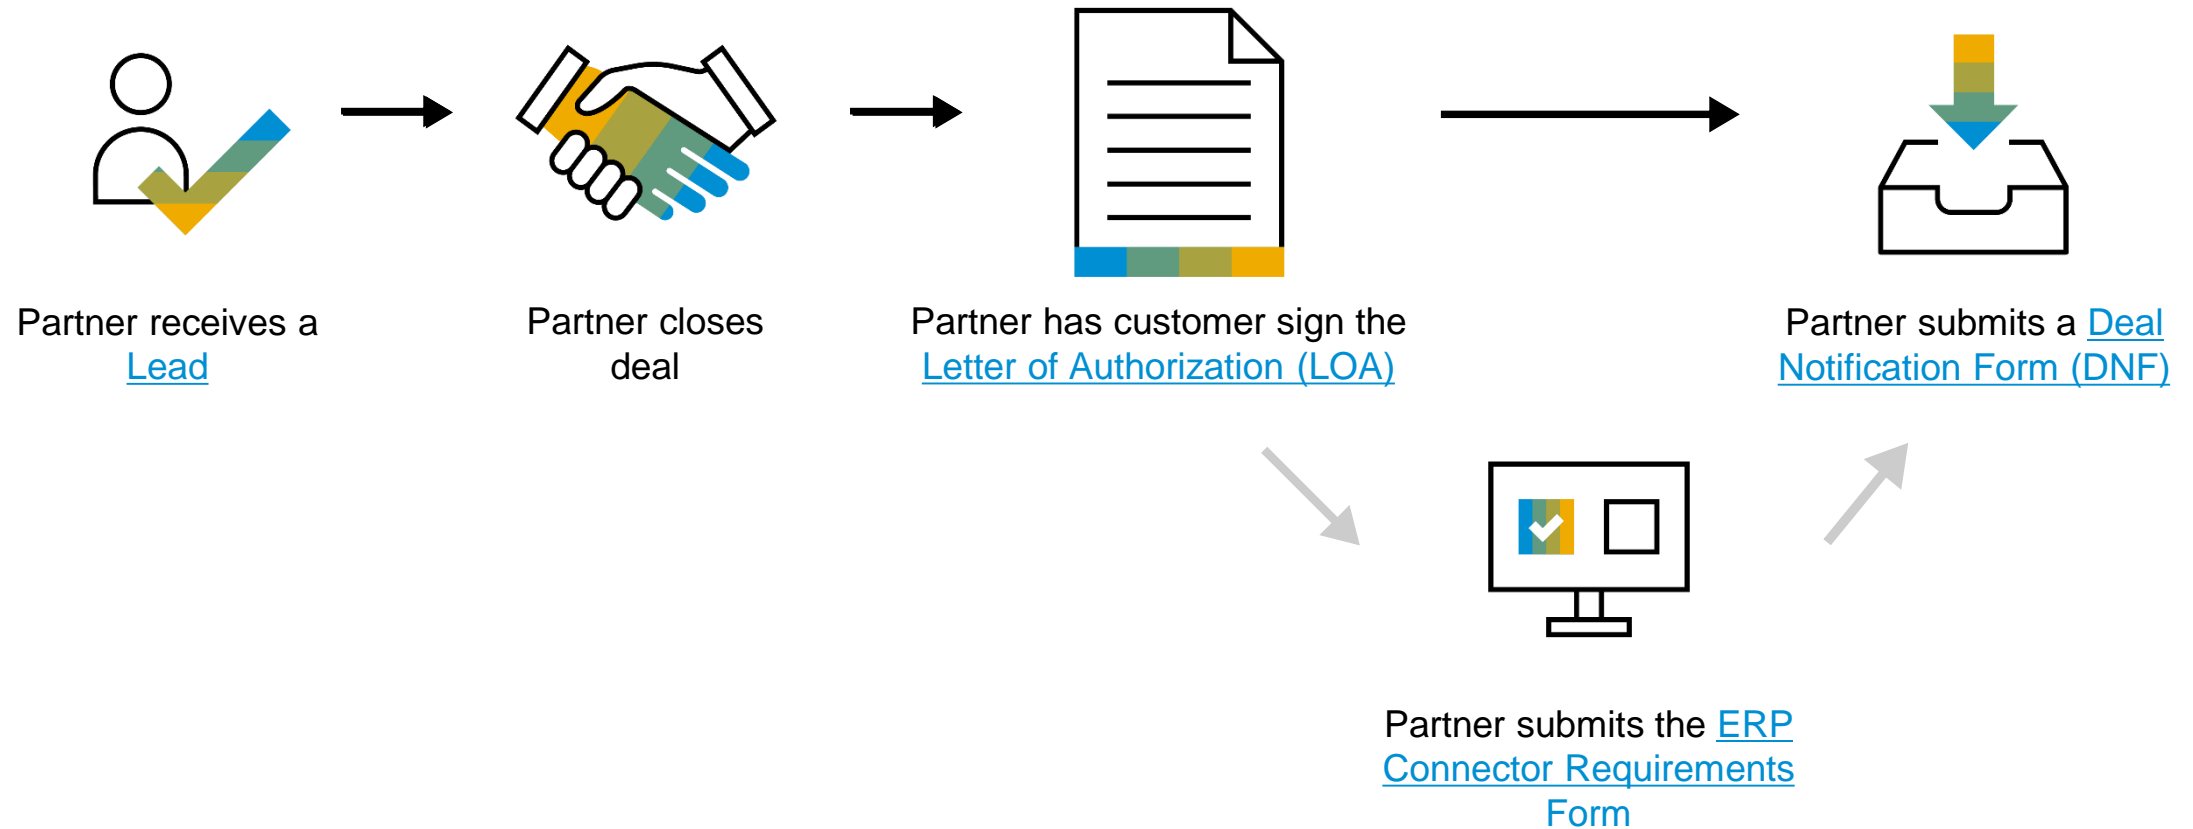 Partner receives a
Lead
Partner closes
deal
Partner has customer sign the
Letter of Authorization (LOA)
Partner submits a Deal
Notification Form (DNF)
Partner submits the ERP
Connector Requirements
Form